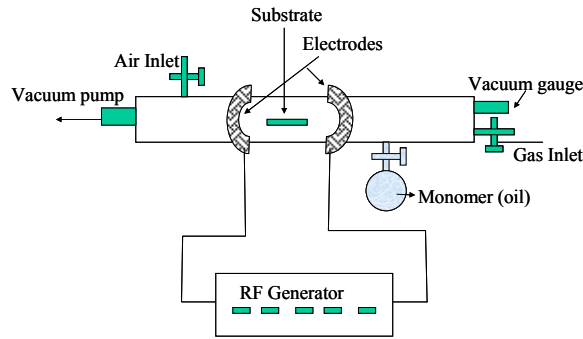 Substrate
Electrodes
Air Inlet
Vacuum pump
Vacuum gauge
Gas Inlet
Monomer (oil)
RF Generator